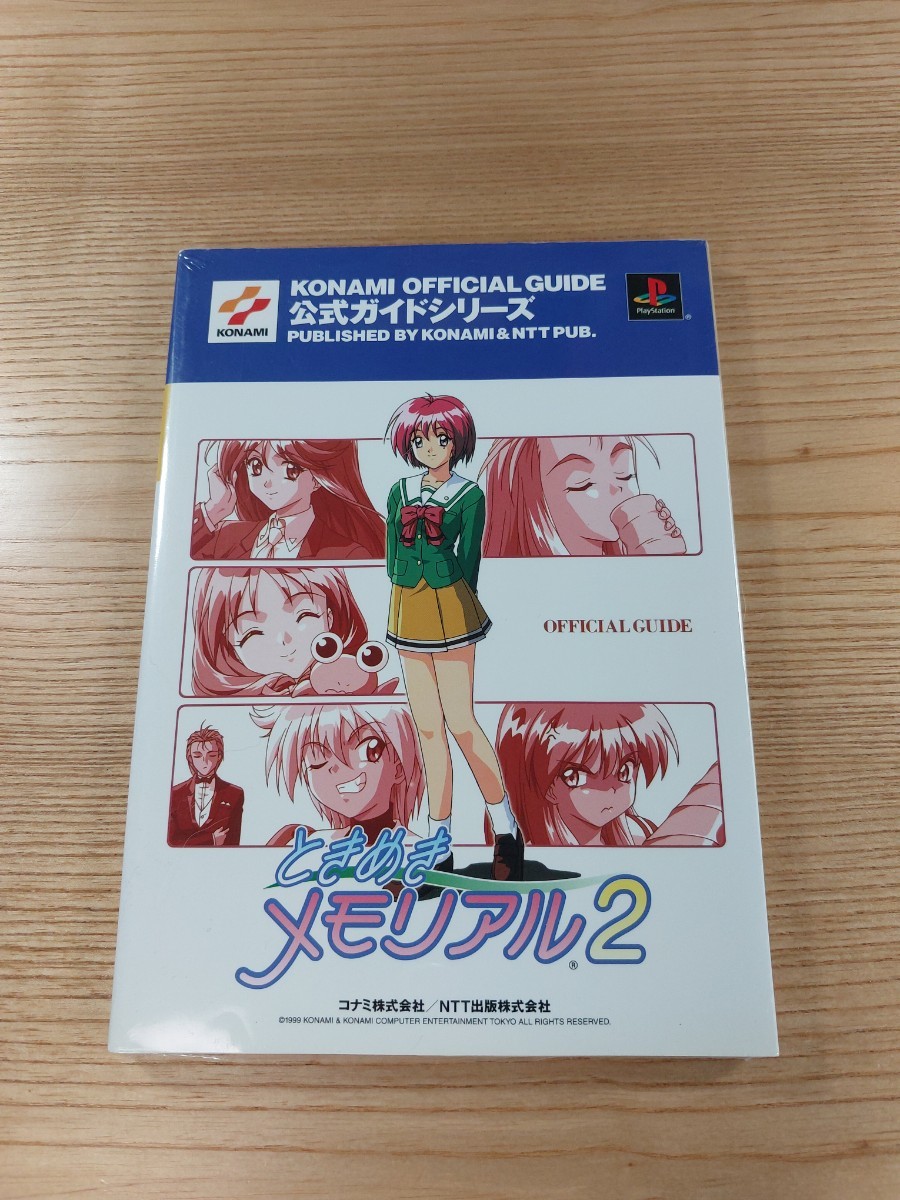 KONAMI OFFICIAL GUIDE
公式ガイドシリーズ
PUBLISHED BY KONAMI & NTT PUB.
KONAMI
PlayStation
®
OFFICIAL GUIDE
ときめき
メモリアル2
®
コナミ株式会社/NTT出版株式会社
©1999 KONAMI & KONAMI COMPUTER ENTERTAINMENT TOKYO ALL RIGHTS RESERVED.